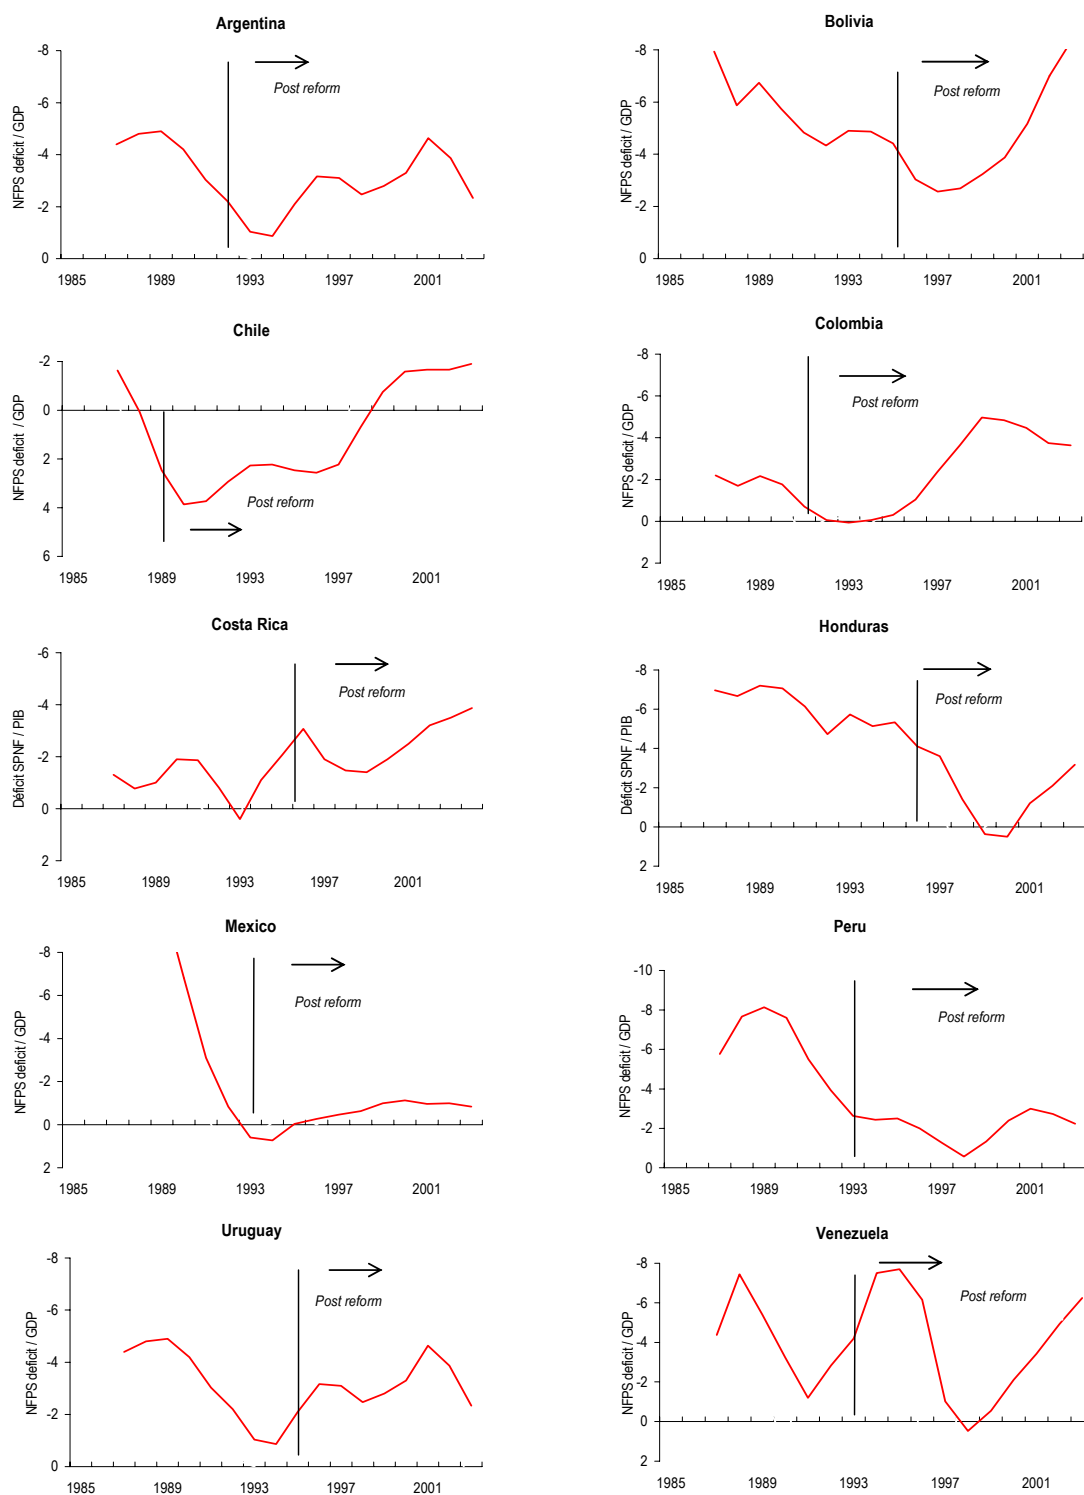 Argentina
-8
-6
-4
-2
0
NFPS deficit / GDP
Post reform
1985 1989 1993 1997 2001
Bolivia
-8
-6
-4
-2
0
NFPS deficit / GDP
Post reform
1985 1989 1993 1997 2001
Chile
-2
0
2
4
6
NFPS deficit / GDP
Post reform
1985 1989 1993 1997 2001
Colombia
-8
-6
-4
-2
0
2
NFPS deficit / GDP
Post reform
1985 1989 1993 1997 2001
Costa Rica
-6
-4
-2
0
2
Déficit SPNF / PIB
Post reform
1985 1989 1993 1997 2001
Honduras
-8
-6
-4
-2
0
2
Déficit SPNF / PIB
Post reform
1985 1989 1993 1997 2001
Mexico
-8
-6
-4
-2
0
2
NFPS deficit / GDP
Post reform
1985 1989 1993 1997 2001
Peru
-10
-8
-6
-4
-2
0
NFPS deficit / GDP
Post reform
1985 1989 1993 1997 2001
Uruguay
-8
-6
-4
-2
0
NFPS deficit / GDP
Post reform
1985 1989 1993 1997 2001
Venezuela
-8
-6
-4
-2
0
2
NFPS deficit / GDP
Post reform
1985 1989 1993 1997 2001